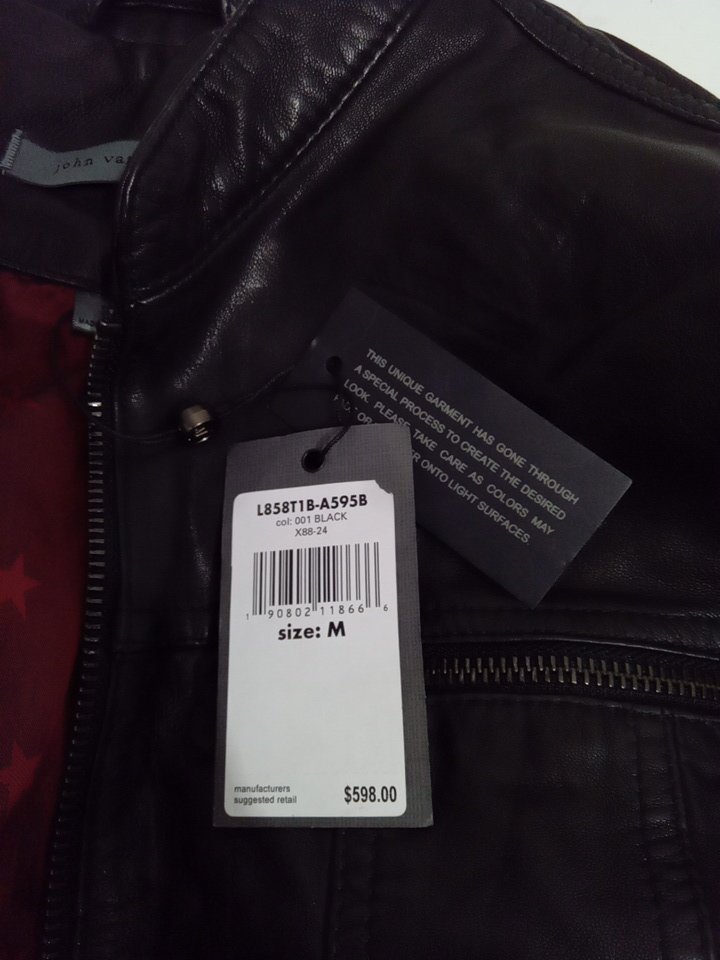 john va
THIS UNIQUE GARMENT HAS GONE THROUGH
A SPECIAL PROCESS TO CREATE THE DESIRED
LOOK. PLEASE TAKE CARE AS COLORS MAY
ONTO LIGHT SURFACES.
L858T1B-A595B
col: 001 BLACK
X88-24
1 90802 11866 6
size: M
manufacturers
suggested retail
$598.00